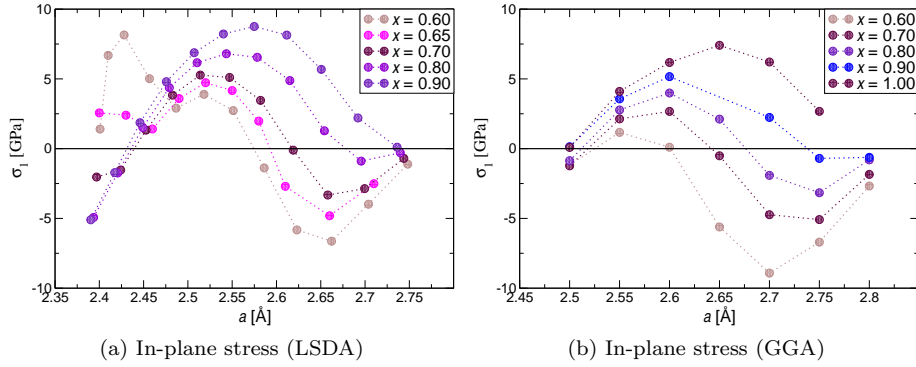 10
5
0
-5
-10
σ₁ [GPa]
x = 0.60
x = 0.65
x = 0.70
x = 0.80
x = 0.90
2.35 2.4 2.45 2.5 2.55 2.6 2.65 2.7 2.75
a [Å]
(a) In-plane stress (LSDA)
10
5
0
-5
-10
σ₁ [GPa]
x = 0.60
x = 0.70
x = 0.80
x = 0.90
x = 1.00
2.45 2.5 2.55 2.6 2.65 2.7 2.75 2.8
a [Å]
(b) In-plane stress (GGA)